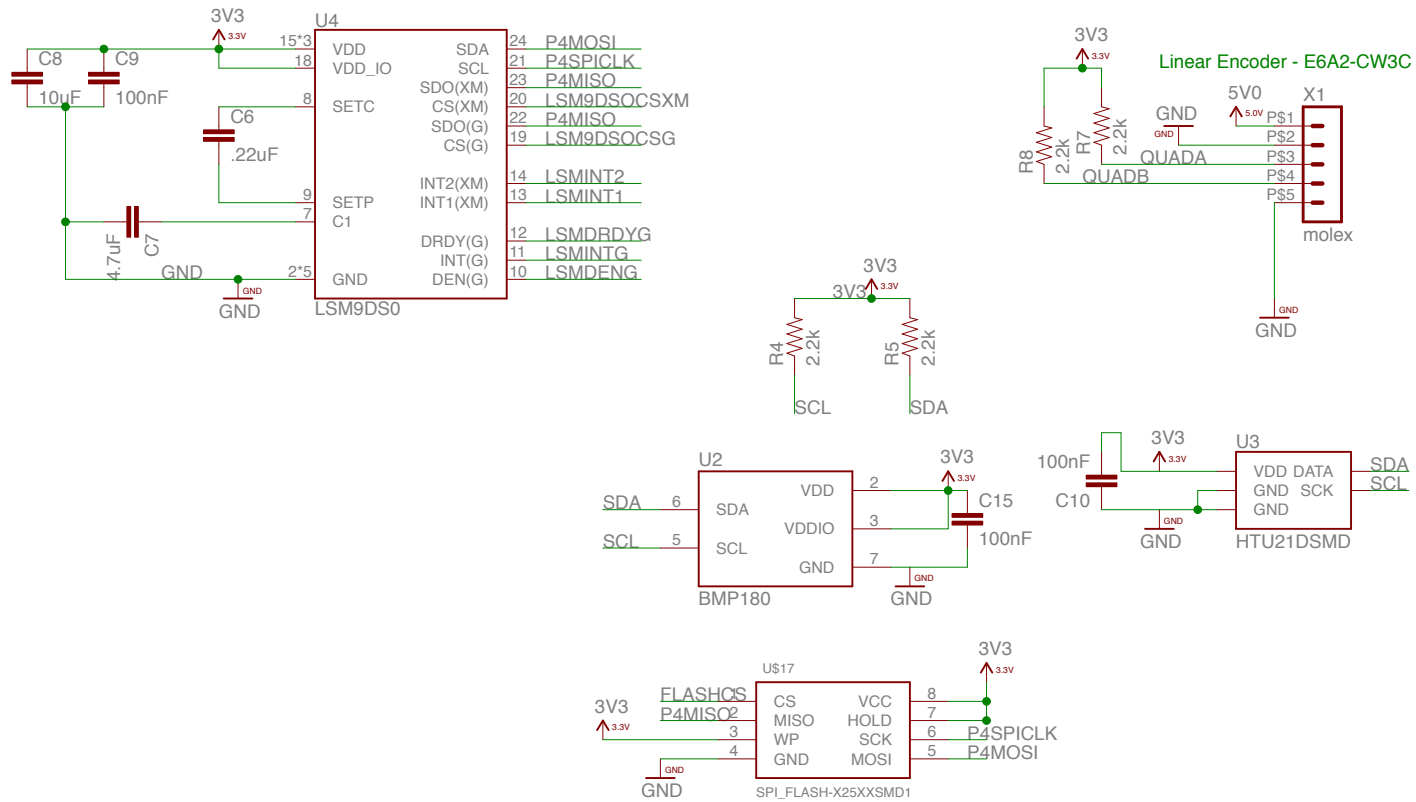 U4
3V3
3.3V
C8
10uF
C9
100nF
15*3
VDD
18
VDD_IO
8
SETC
C6
.22uF
9
SETP
7
C1
4.7uF
C7
GND
2*5
GND
GND
GND
LSM9DS0
SDA
24
P4MOSI
SCL
21
P4SPICLK
SDO(XM)
23
P4MISO
CS(XM)
20
LSM9DSOCSXM
SDO(G)
22
P4MISO
CS(G)
19
LSM9DSOCSG
INT2(XM)
14
LSMINT2
INT1(XM)
13
LSMINT1
DRDY(G)
12
LSMDRDYG
INT(G)
11
LSMINTG
DEN(G)
10
LSMDENG
3V3
3.3V
Linear Encoder - E6A2-CW3C
X1
5V0
5.0V
GND
GND
R8
2.2k
R7
2.2k
QUADA
QUADB
P$1
P$2
P$3
P$4
P$5
molex
GND
GND
3V3
3.3V
3V3
R4
2.2k
R5
2.2k
SCL
SDA
U2
SDA
6
SDA
SCL
5
SCL
VDD
2
VDDIO
3
GND
7
3V3
3.3V
C15
100nF
GND
GND
BMP180
100nF
C10
3V3
3.3V
U3
VDD DATA
GND SCK
GND
SDA
SCL
GND
GND
HTU21DSMD
U$17
FLASHCS
1
CS
P4MISO
2
MISO
3V3
3.3V
3
WP
4
GND
GND
GND
VCC
8
HOLD
7
SCK
6
P4SPICLK
MOSI
5
P4MOSI
3V3
3.3V
SPI_FLASH-X25XXSMD1